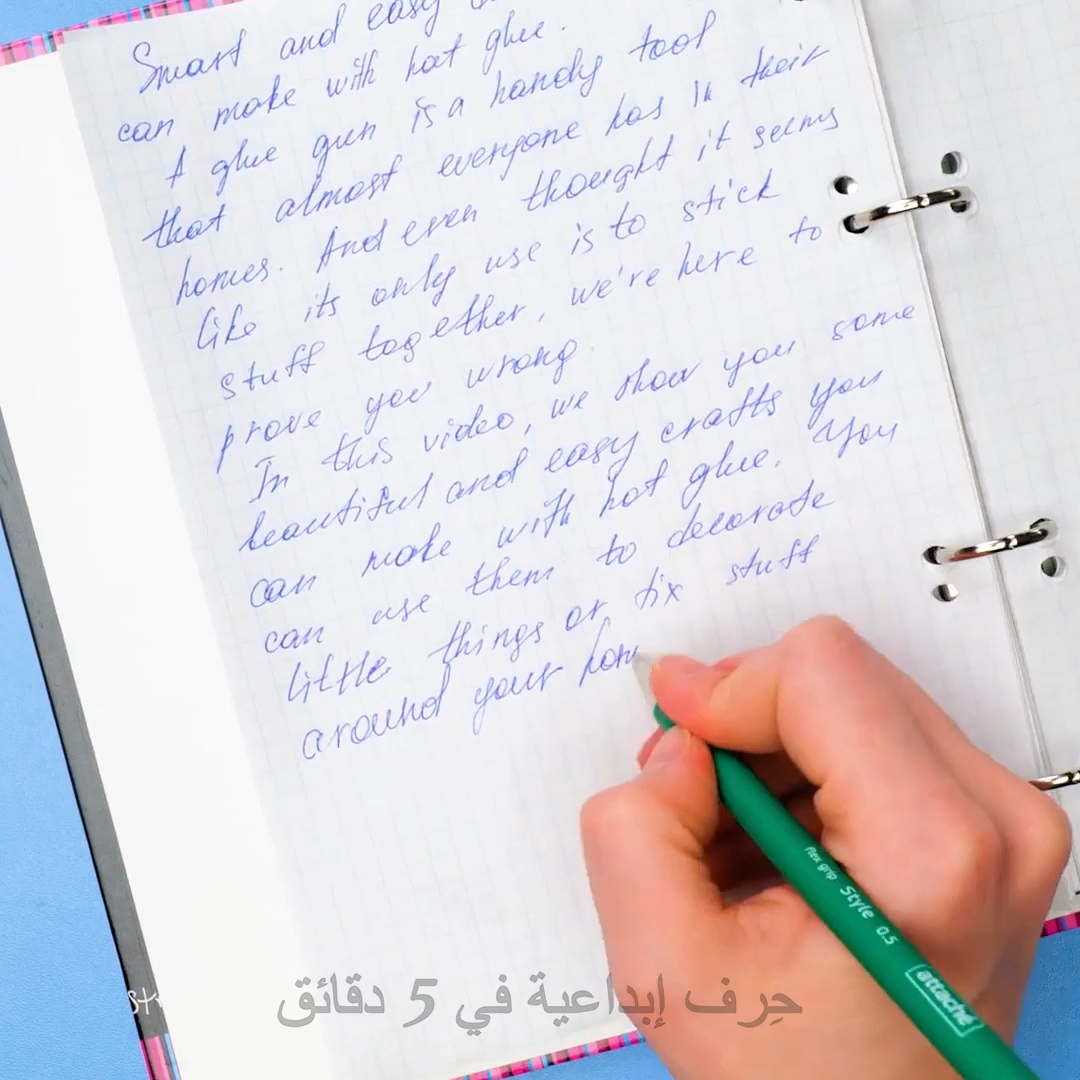 Smart and easy
can make with hot glue.
A glue gun is a handy tool
that almost everyone has in their
homes. And even thought it seems
like its only use is to stick
stuff together, we're here to
prove you wrong.
In this video, we show you some
beautiful and easy crafts you
can make with hot glue. You
can use them to decorate
little things or fix stuff
around your hom
flex grip Style 0.5
attaché
حِرف إبداعية في 5 دقائق